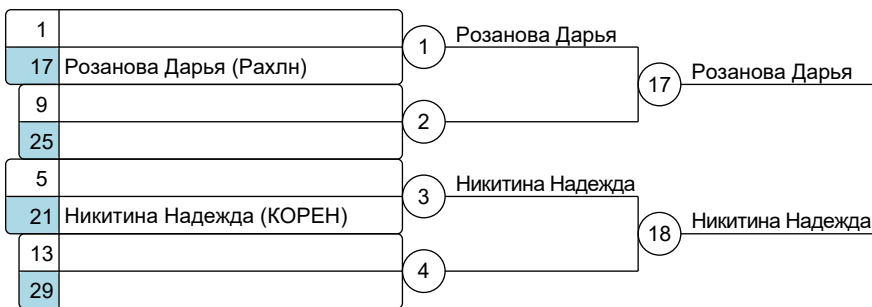 1
1 Розанова Дарья
17 Розанова Дарья (Рахлн)
17 Розанова Дарья
9
2
25
5
3 Никитина Надежда
21 Никитина Надежда (КОРЕН)
18 Никитина Надежда
13
4
29